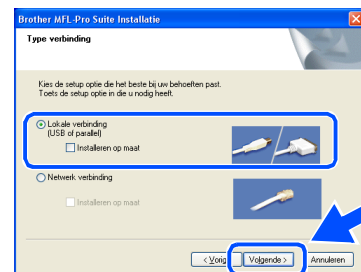 Brother MFL-Pro Suite Installatie
Type verbinding
Kies de setup optie die het beste bij uw behoeften past.
Toets de setup optie in die u nodig heeft.
Lokale verbinding
(USB of parallel)
Installeren op maat
Netwerk verbinding
Installeren op maat
< Vorig
Volgende >
Annuleren